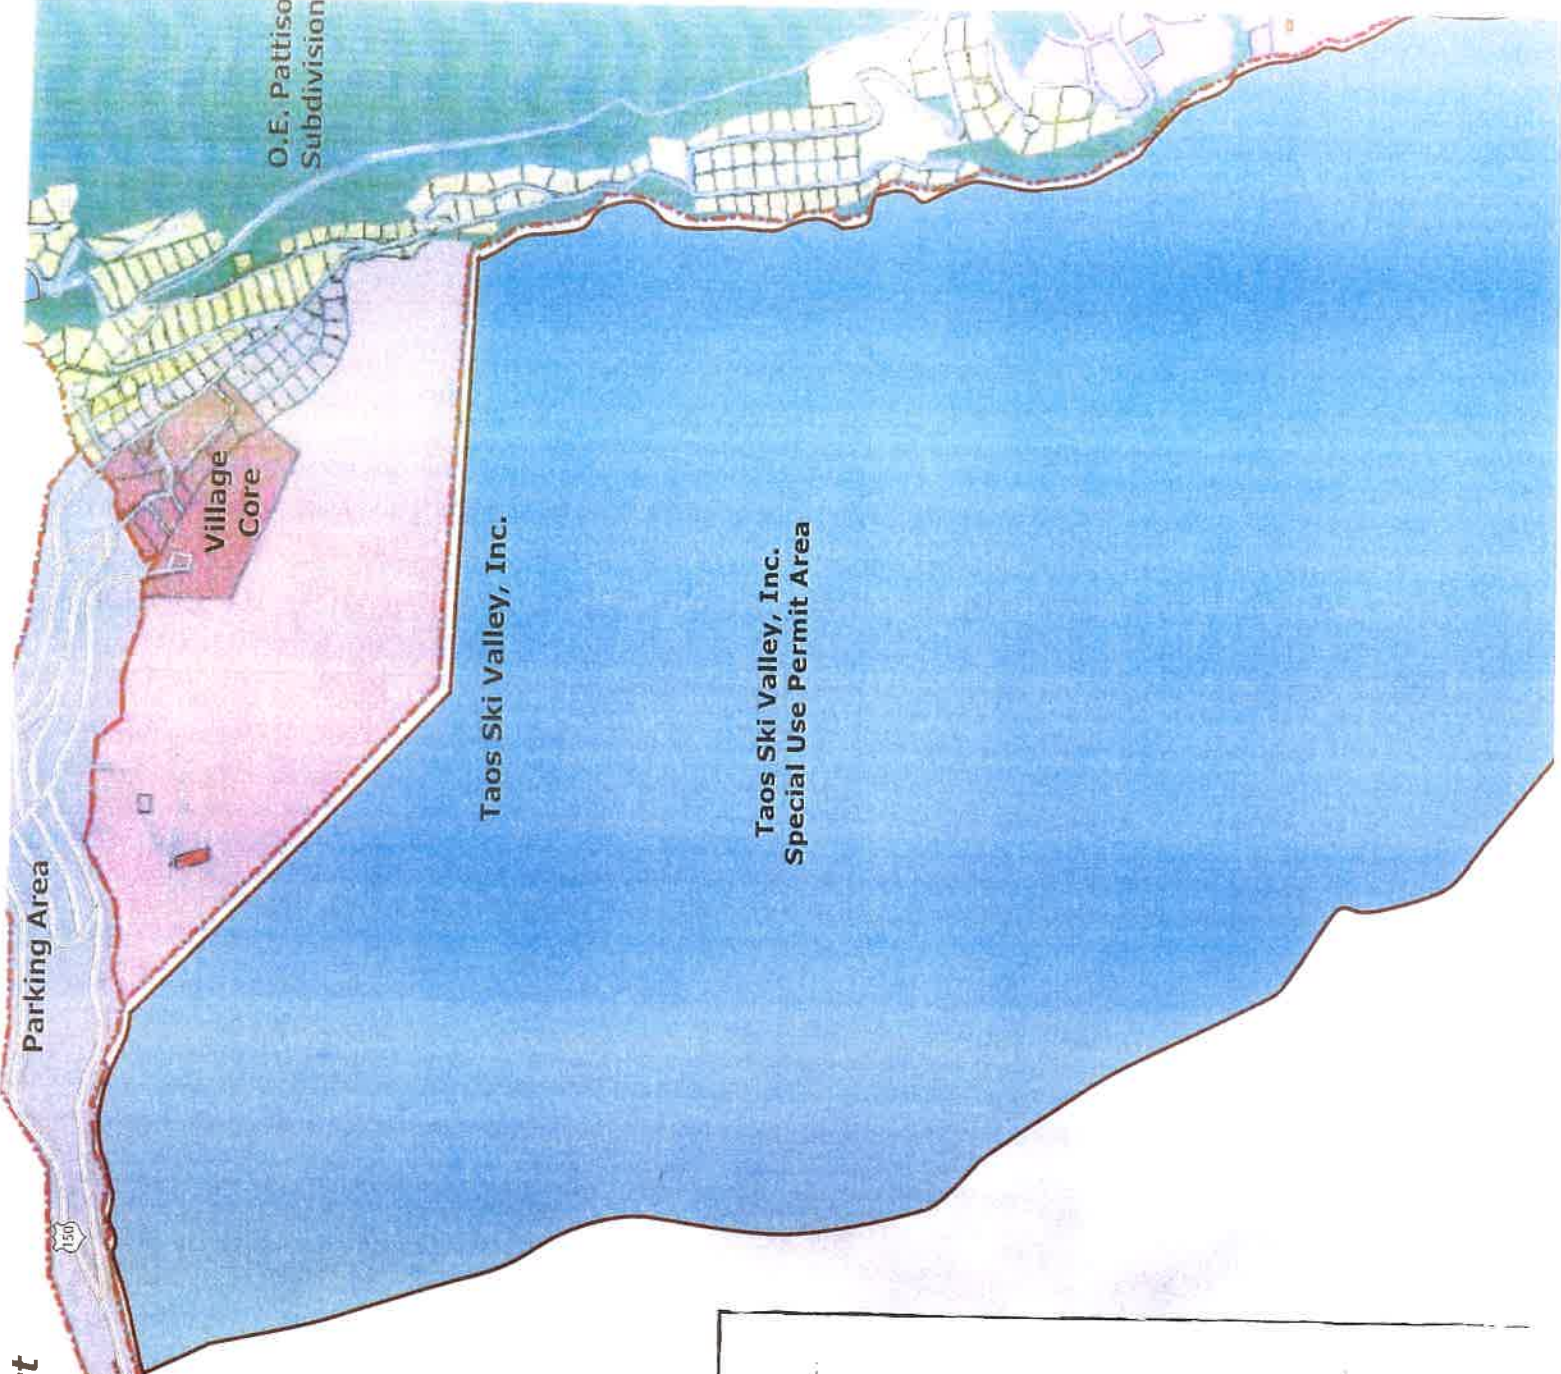 O.E. Pattiso
Subdivision
Village
Core
Parking Area
150
Taos Ski Valley, Inc.
Taos Ski Valley, Inc.
Special Use Permit Area
t